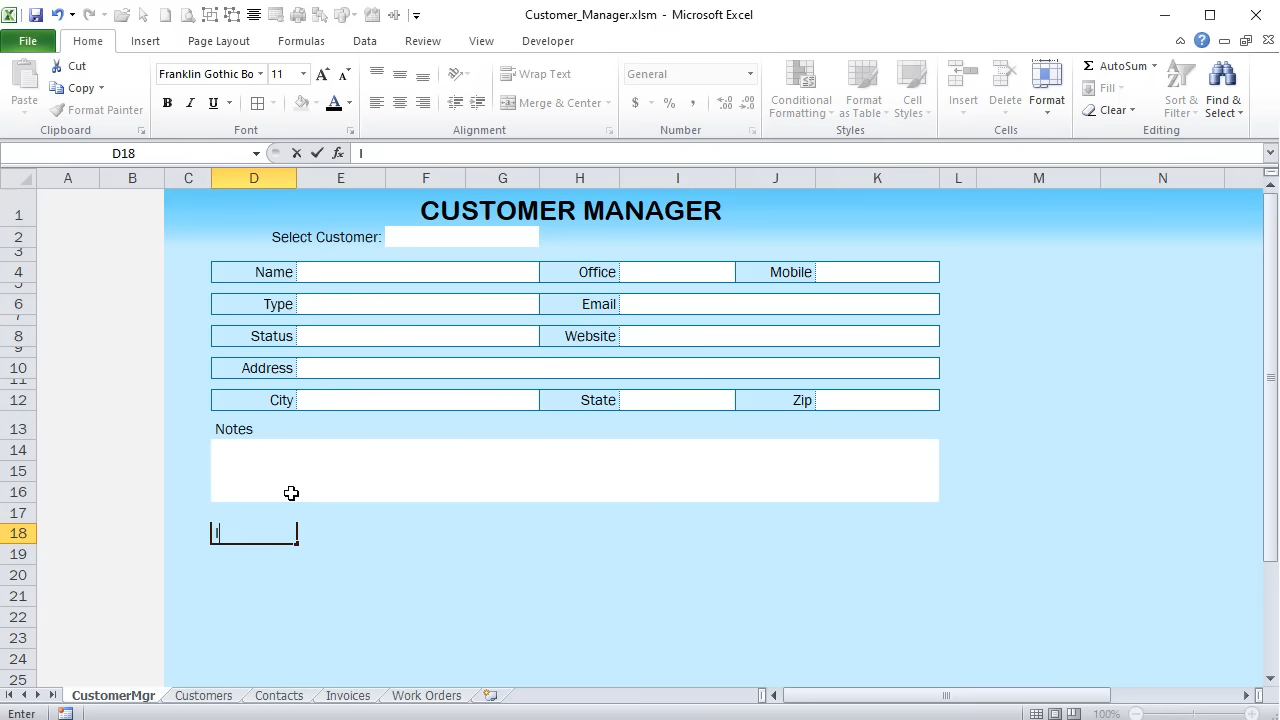 Customer_Manager.xlsm - Microsoft Excel
File Home Insert Page Layout Formulas Data Review View Developer
Paste Cut Copy Format Painter Clipboard
Franklin Gothic Bo 11 B I U A Font
Wrap Text Merge & Center Alignment
General $ % , Number
Conditional Formatting Format as Table Cell Styles Styles
Insert Delete Format Cells
AutoSum Fill Clear Sort & Filter Find & Select Editing
D18 fx I
A B C D E F G H I J K L M N
1 CUSTOMER MANAGER
2 Select Customer:
3
4 Name Office Mobile
5
6 Type Email
7
8 Status Website
9
10 Address
11
12 City State Zip
13 Notes
14
15
16
17
18 I
19
20
21
22
23
24
25
CustomerMgr Customers Contacts Invoices Work Orders
Enter 100%